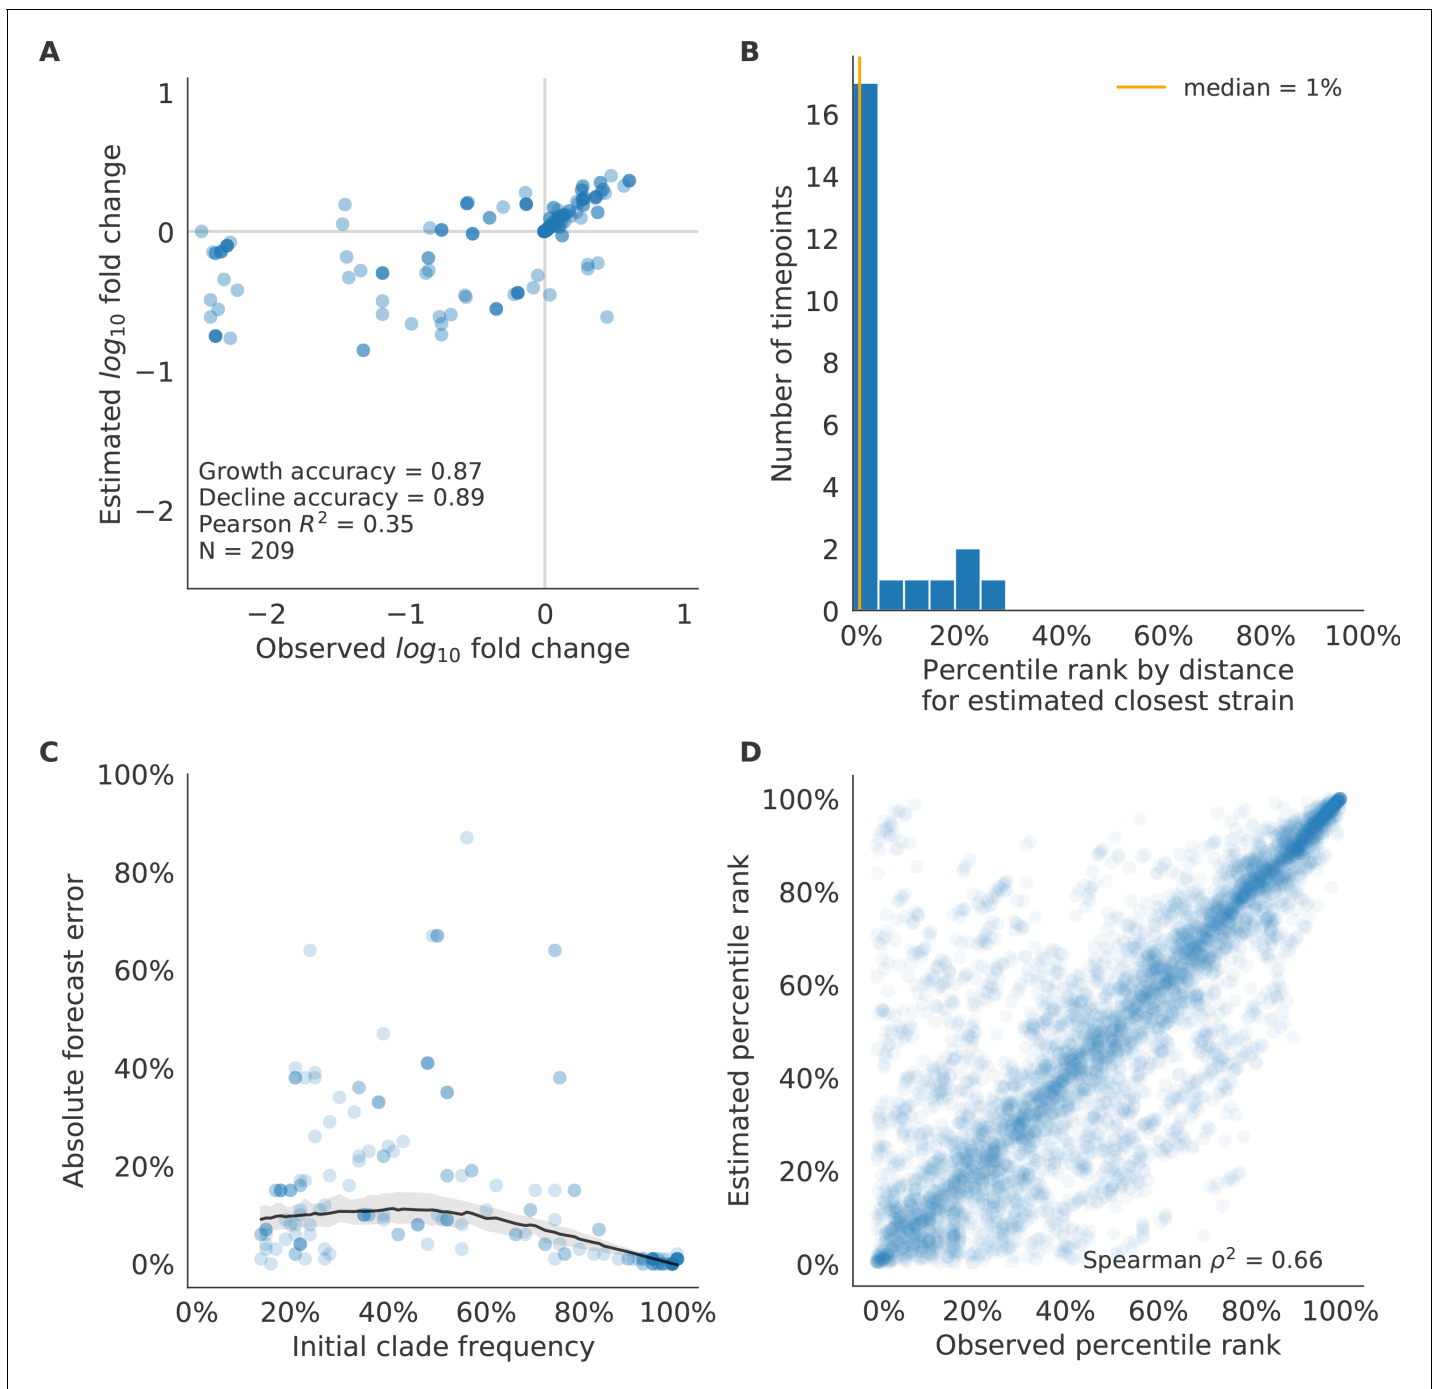 A
1
0
−1
−2
Estimated log10 fold change
Growth accuracy = 0.87
Decline accuracy = 0.89
Pearson R² = 0.35
N = 209
−2
−1
0
1
Observed log10 fold change
B
median = 1%
16
14
12
10
8
6
4
2
0
Number of timepoints
0%
20%
40%
60%
80%
100%
Percentile rank by distance
for estimated closest strain
C
100%
80%
60%
40%
20%
0%
Absolute forecast error
0%
20%
40%
60%
80%
100%
Initial clade frequency
D
100%
80%
60%
40%
20%
0%
Estimated percentile rank
Spearman ρ² = 0.66
0%
20%
40%
60%
80%
100%
Observed percentile rank